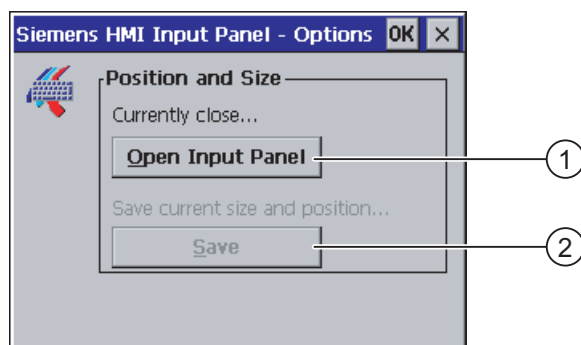 Siemens HMI Input Panel - Options OK ×
Position and Size
Currently close...
Open Input Panel
1
Save current size and position...
Save
2